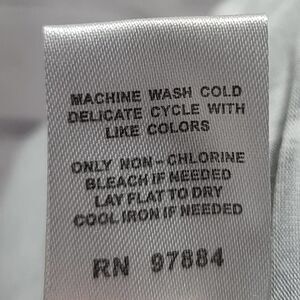 MACHINE WASH COLD
DELICATE CYCLE WITH
LIKE COLORS
ONLY NON-CHLORINE
BLEACH IF NEEDED
LAY FLAT TO DRY
COOL IRON IF NEEDED
RN 97884